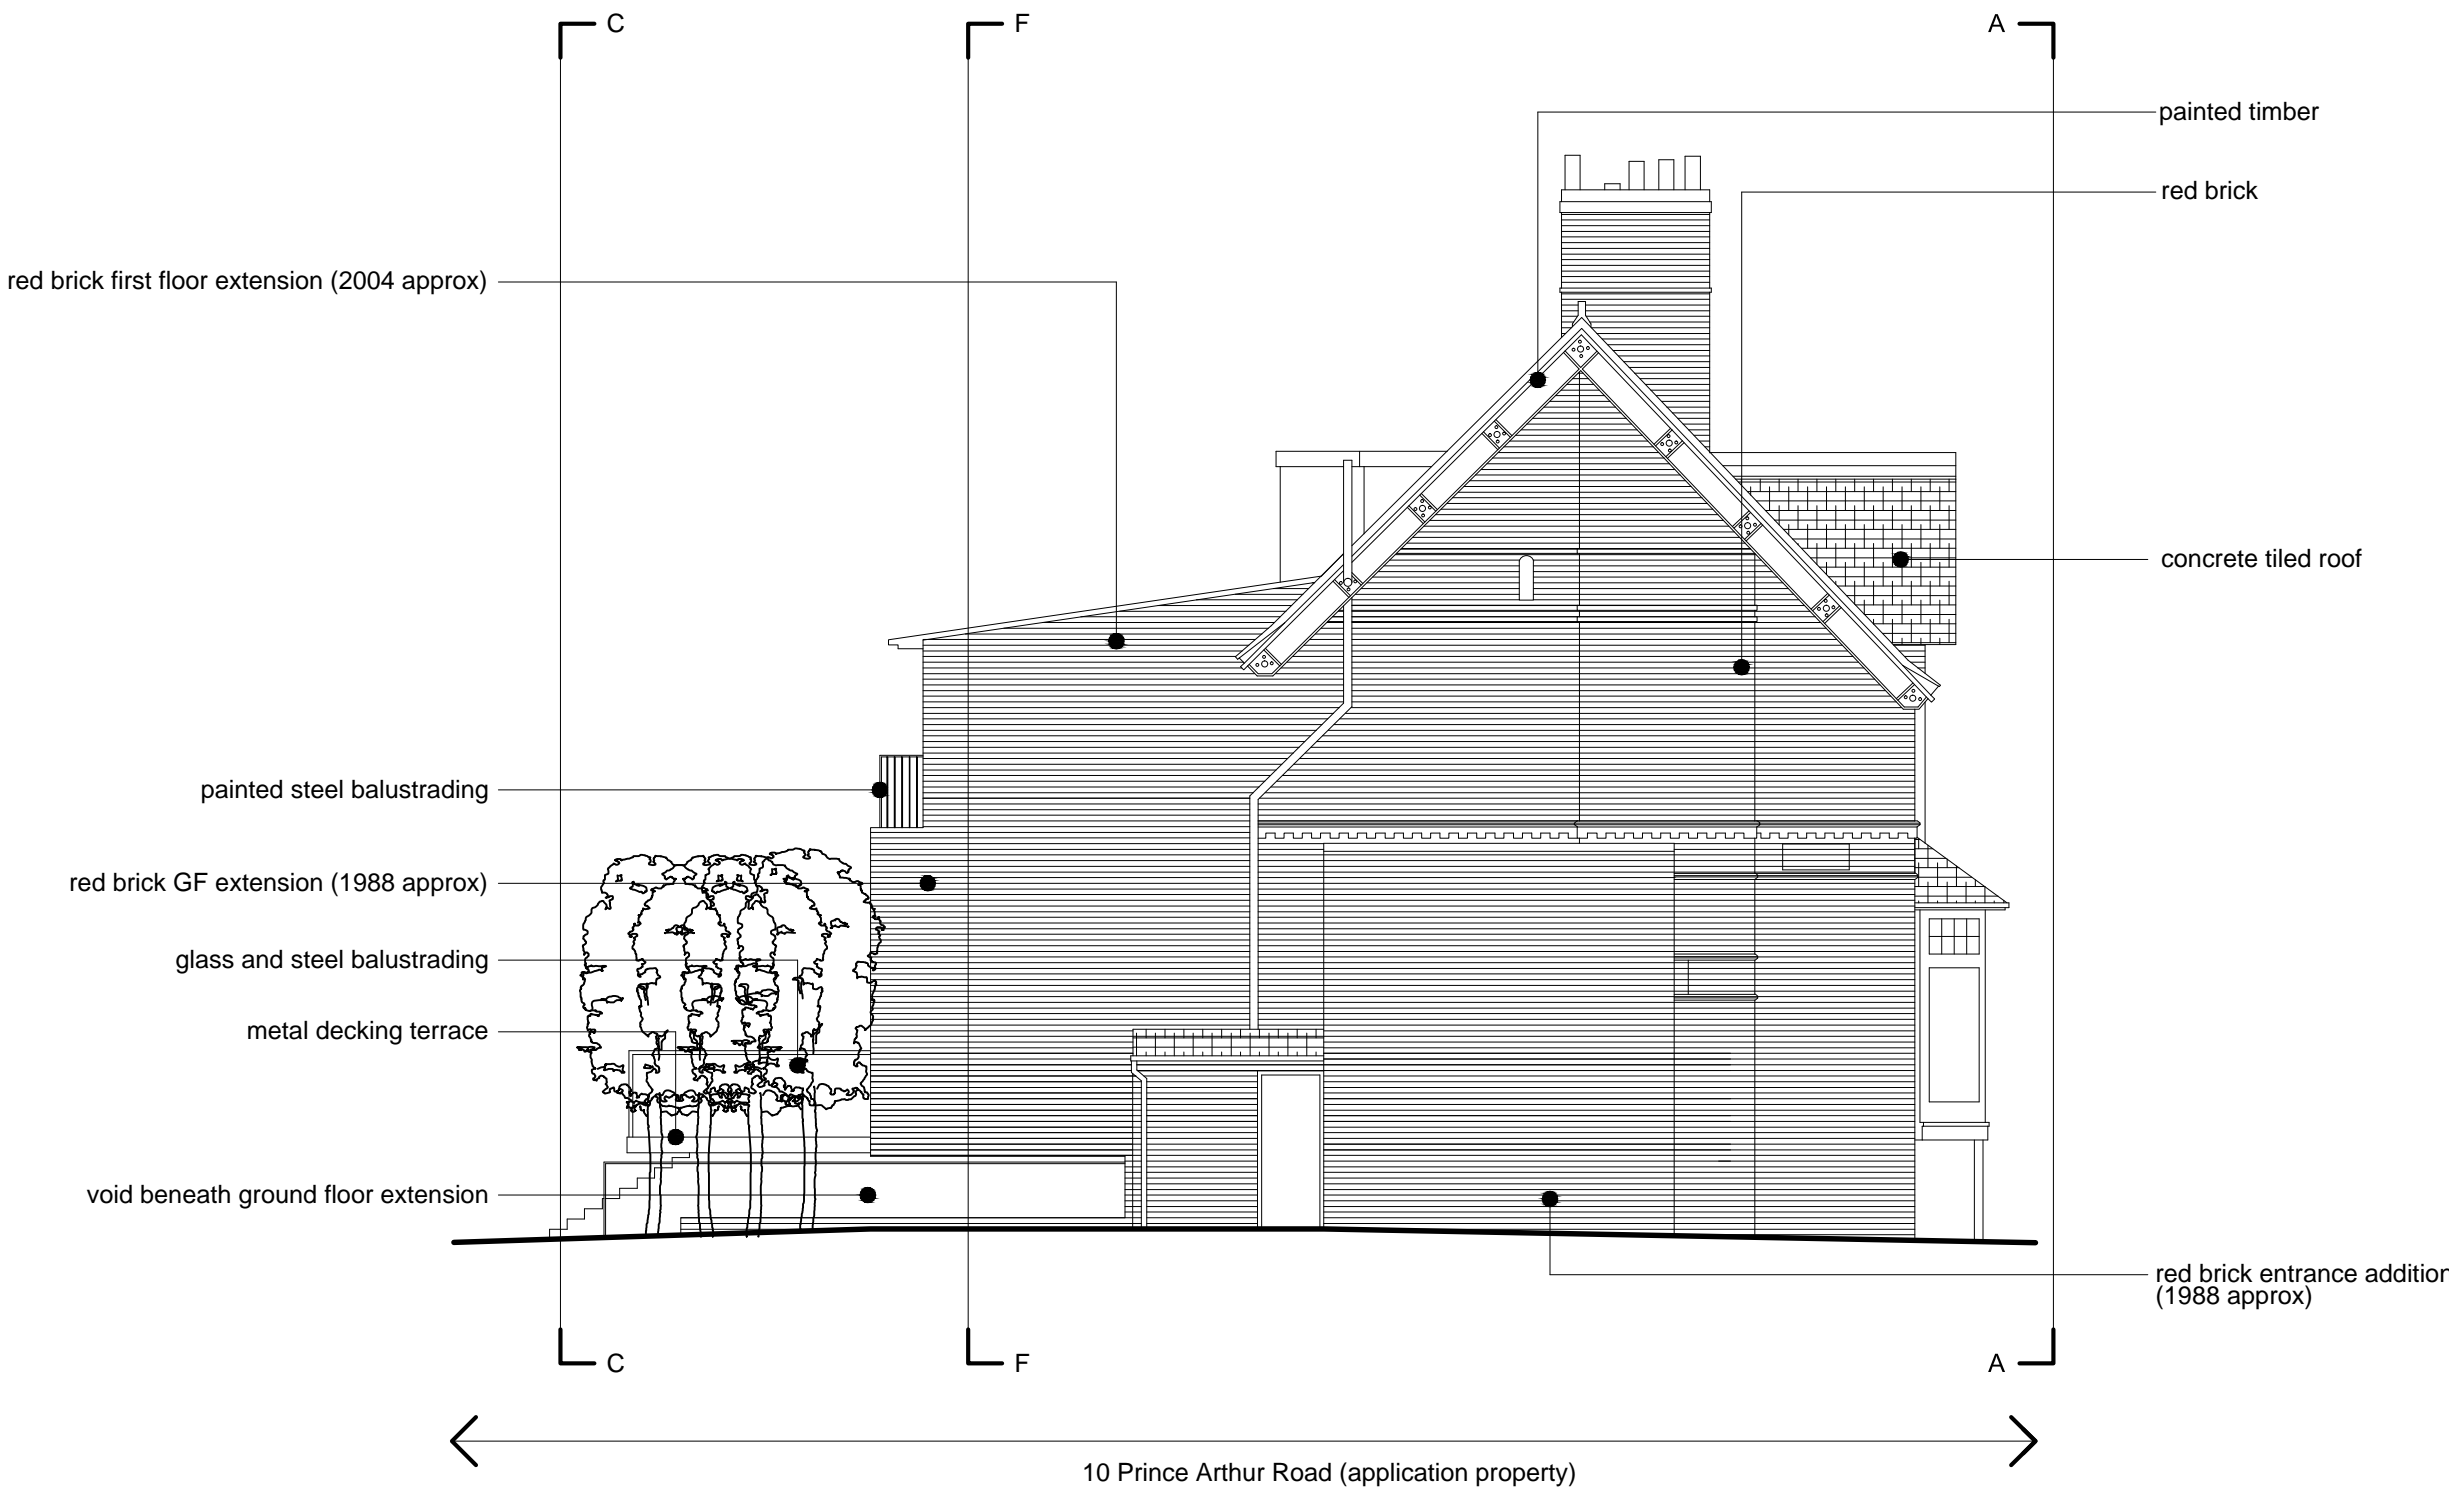 C
F
A
painted timber
red brick
red brick first floor extension (2004 approx)
concrete tiled roof
painted steel balustrading
red brick GF extension (1988 approx)
glass and steel balustrading
metal decking terrace
void beneath ground floor extension
red brick entrance addition
(1988 approx)
C
F
A
10 Prince Arthur Road (application property)